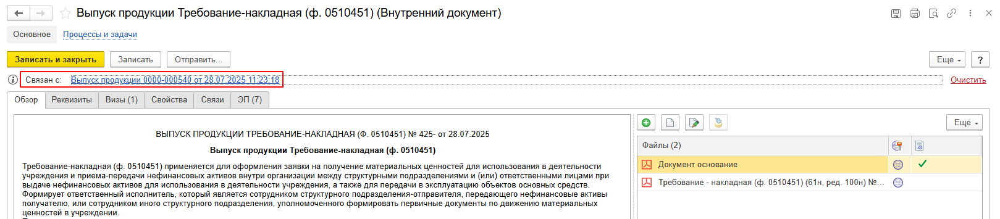 Выпуск продукции Требование-накладная (ф. 0510451) (Внутренний документ)
Основное Процессы и задачи
Записать и закрыть Записать Отправить... Еще ?
Связан с: Выпуск продукции 0000-000540 от 28.07.2025 11:23:18 Очистить
Обзор Реквизиты Визы (1) Свойства Связи ЭП (7)
ВЫПУСК ПРОДУКЦИИ ТРЕБОВАНИЕ-НАКЛАДНАЯ (Ф. 0510451) № 425- от 28.07.2025
Выпуск продукции Требование-накладная (ф. 0510451)
Требование-накладная (ф. 0510451) применяется для оформления заявки на получение материальных ценностей для использования в деятельности
учреждения и приема-передачи нефинансовых активов внутри организации между структурными подразделениями и (или) ответственными лицами при
выдаче нефинансовых активов для использования в деятельности учреждения, а также для передачи в эксплуатацию объектов основных средств.
Формирует ответственный исполнитель, который является сотрудником структурного подразделения-отправителя, передающего нефинансовые активы
получателю, или сотрудником иного структурного подразделения, уполномоченного формировать первичные документы по движению материальных
ценностей в учреждении.
Еще
Файлы (2)
Документ основание
Требование - накладная (ф. 0510451) (61н, ред. 100н) №...